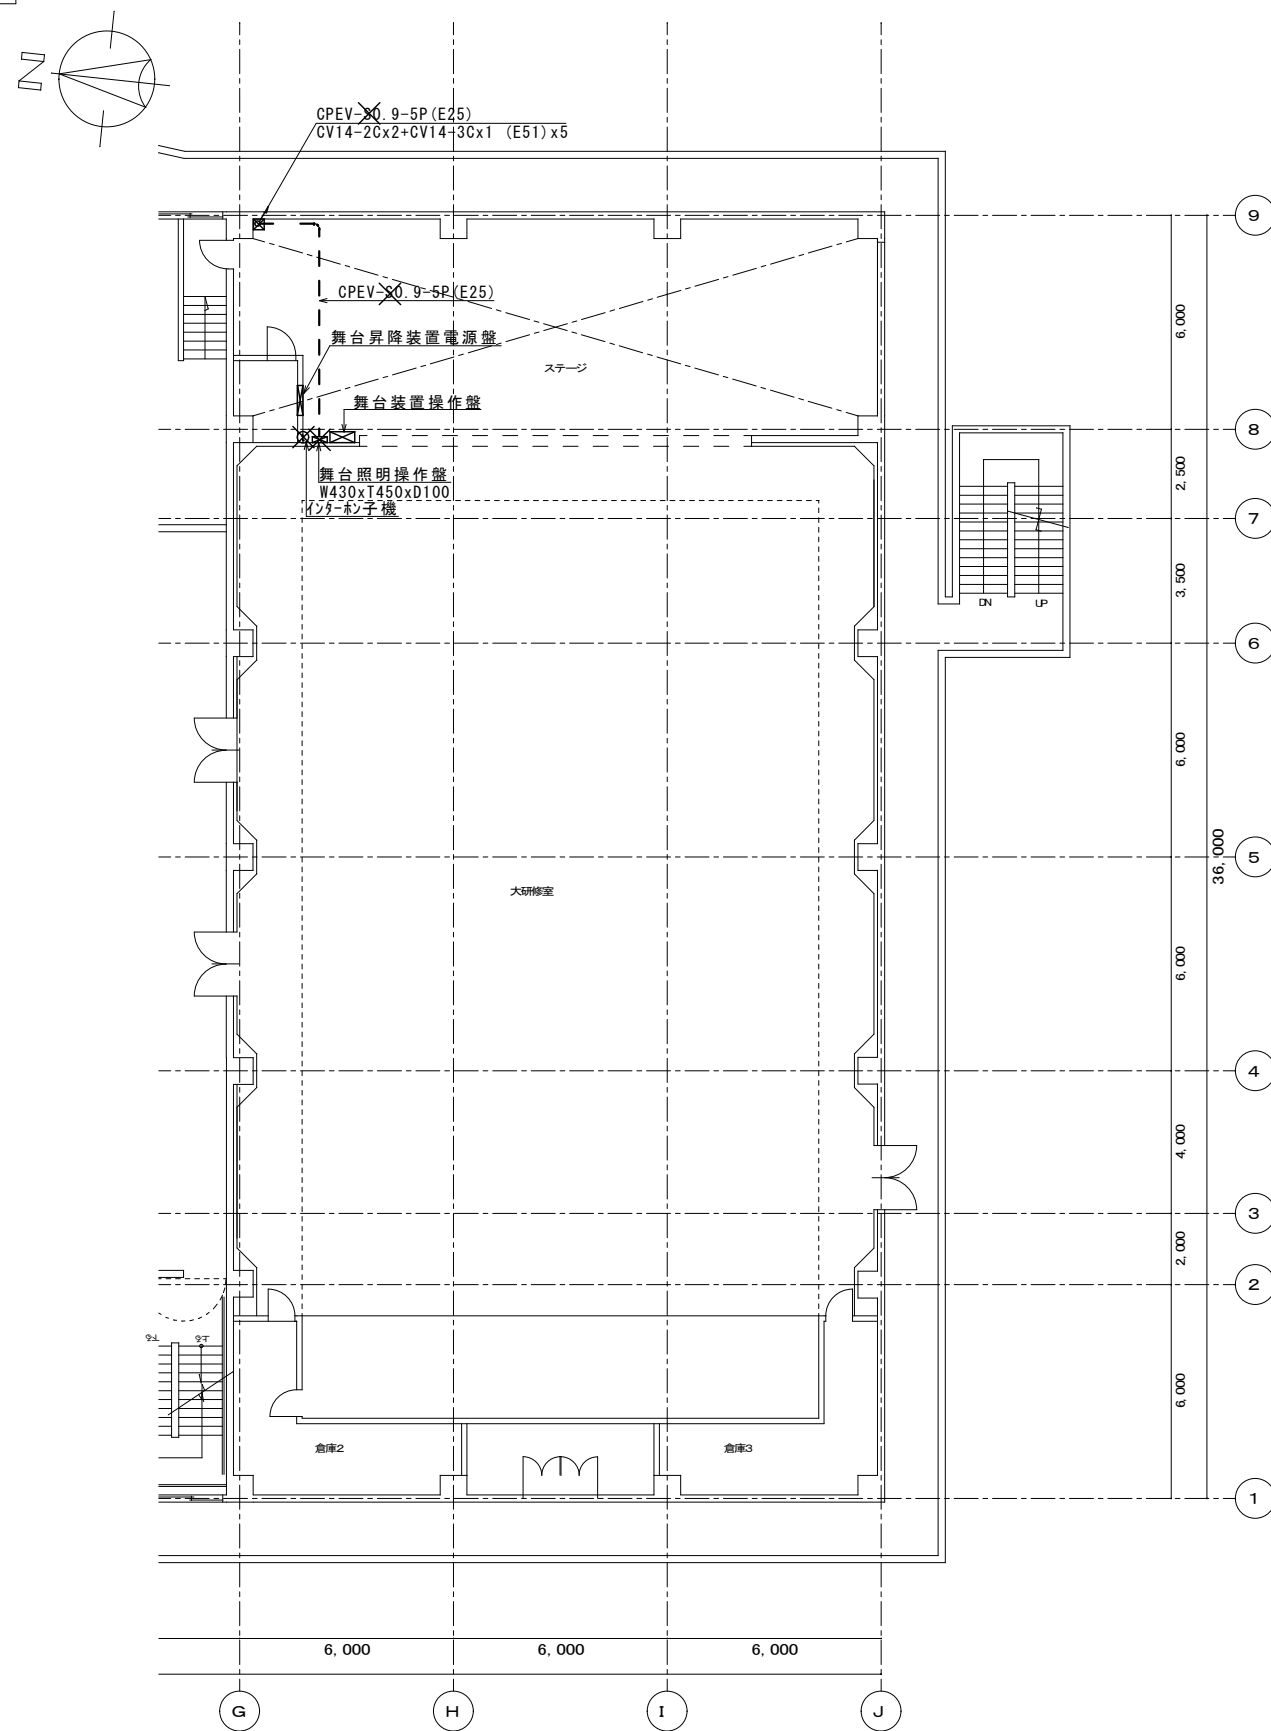 N
CPEV-S0.9-5P(E25)
CV14-2Cx2+CV14-3Cx1 (E51)x5
9
CPEV-S0.9-5P(E25)
6,000
舞台昇降装置電源盤
ステージ
舞台装置操作盤
8
舞台照明操作盤
W430xT450xD100
インターホン子機
2,500
7
3,500
DN
UP
6
6,000
36,000
5
大研修室
6,000
4
4,000
3
2,000
2
6,000
倉庫2
倉庫3
1
6,000
6,000
6,000
G
H
I
J